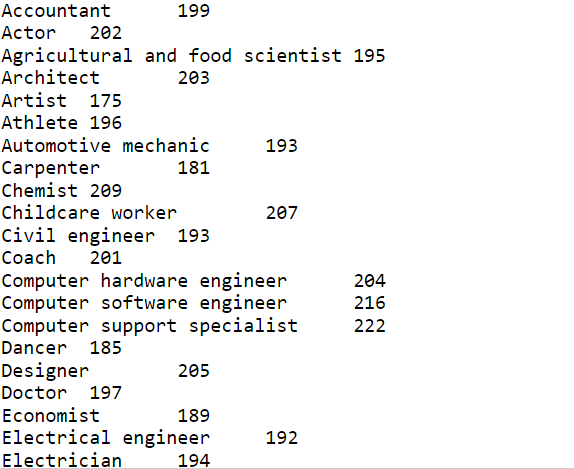 Accountant 199
Actor 202
Agricultural and food scientist 195
Architect 203
Artist 175
Athlete 196
Automotive mechanic 193
Carpenter 181
Chemist 209
Childcare worker 207
Civil engineer 193
Coach 201
Computer hardware engineer 204
Computer software engineer 216
Computer support specialist 222
Dancer 185
Designer 205
Doctor 197
Economist 189
Electrical engineer 192
Electrician 194